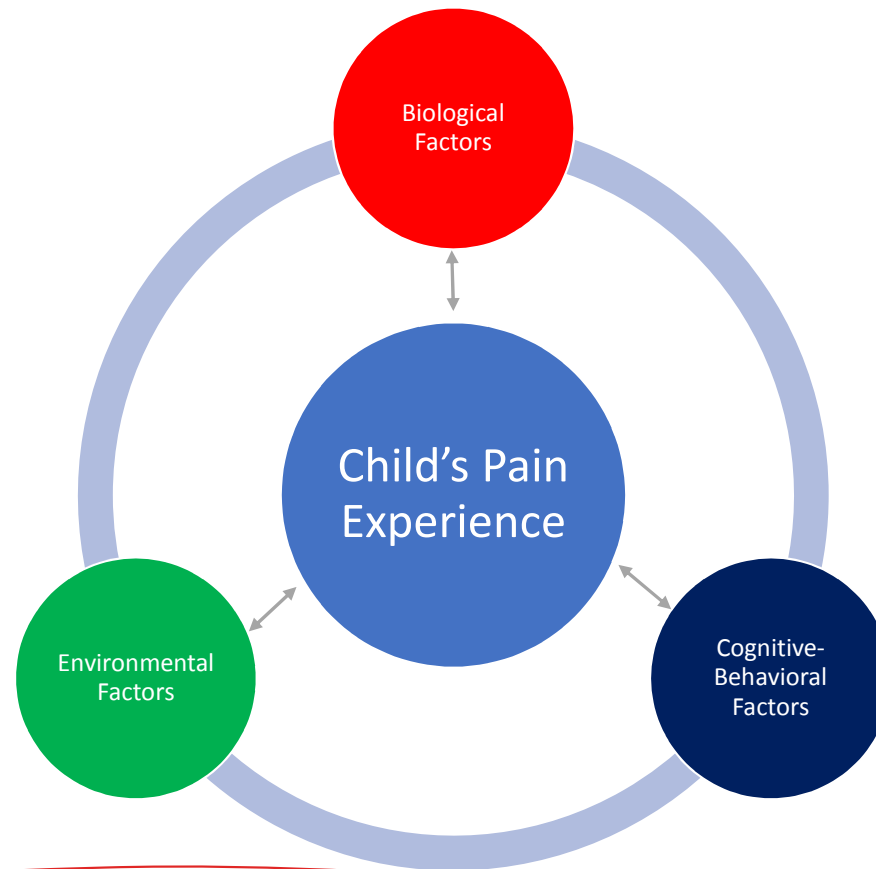 Biological
Factors
Child’s Pain
Experience
Environmental
Factors
Cognitive-
Behavioral
Factors